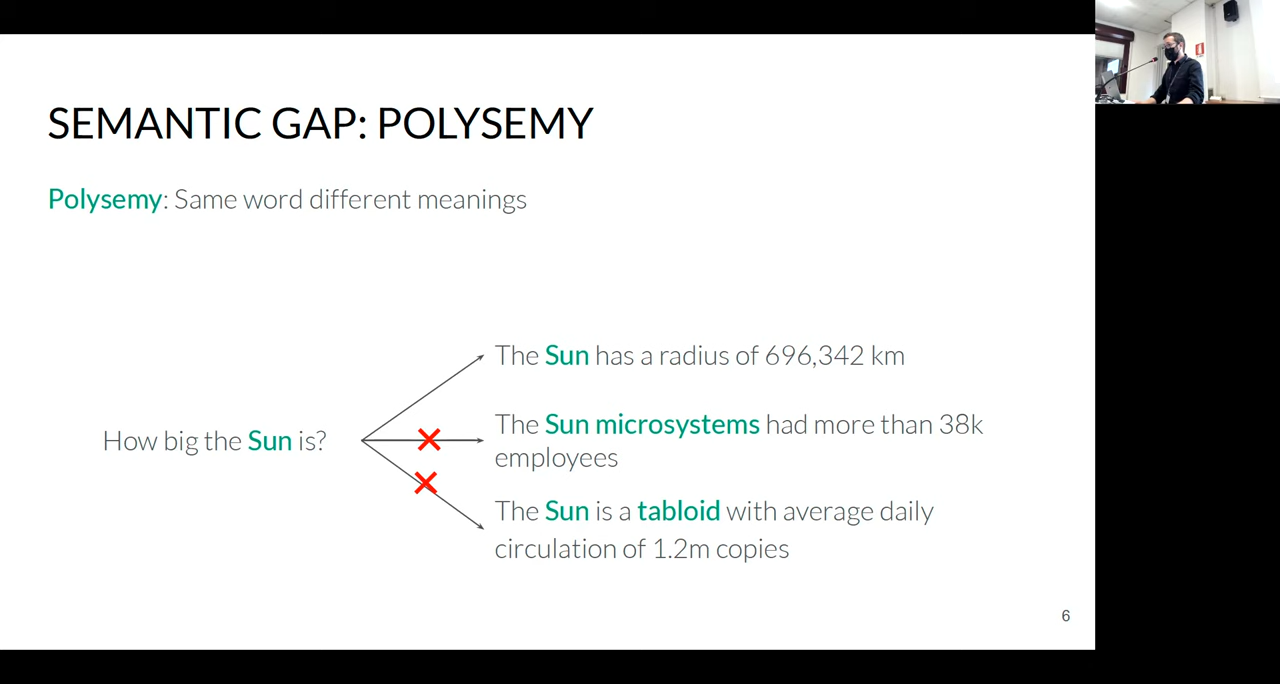 SEMANTIC GAP: POLYSEMY
Polysemy: Same word different meanings
How big the Sun is?
The Sun has a radius of 696,342 km
The Sun microsystems had more than 38k
employees
The Sun is a tabloid with average daily
circulation of 1.2m copies
6